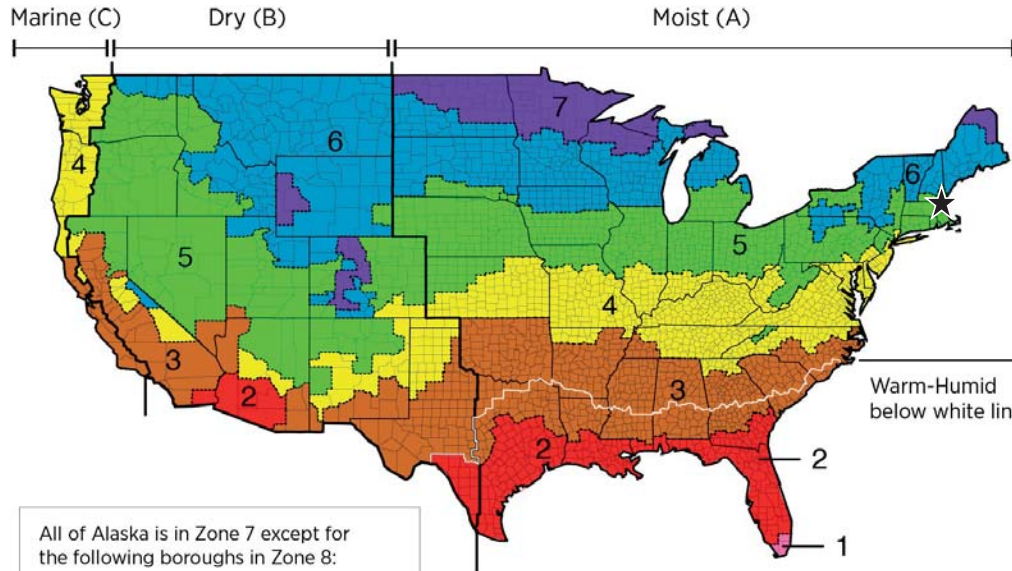 Marine (C) Dry (B) Moist (A)
7
6
4
6
5
5
4
3
3
2
Warm-Humid
below white lin
2
2
1
All of Alaska is in Zone 7 except for
the following boroughs in Zone 8: